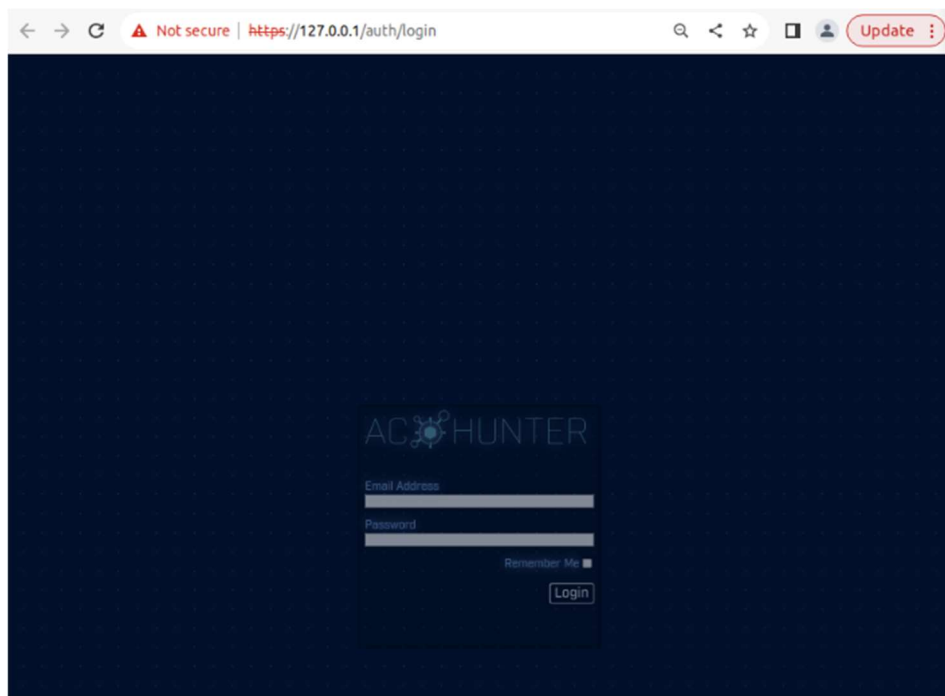 Not secure | https://127.0.0.1/auth/login
Update
AC HUNTER
Email Address
Password
Remember Me
Login